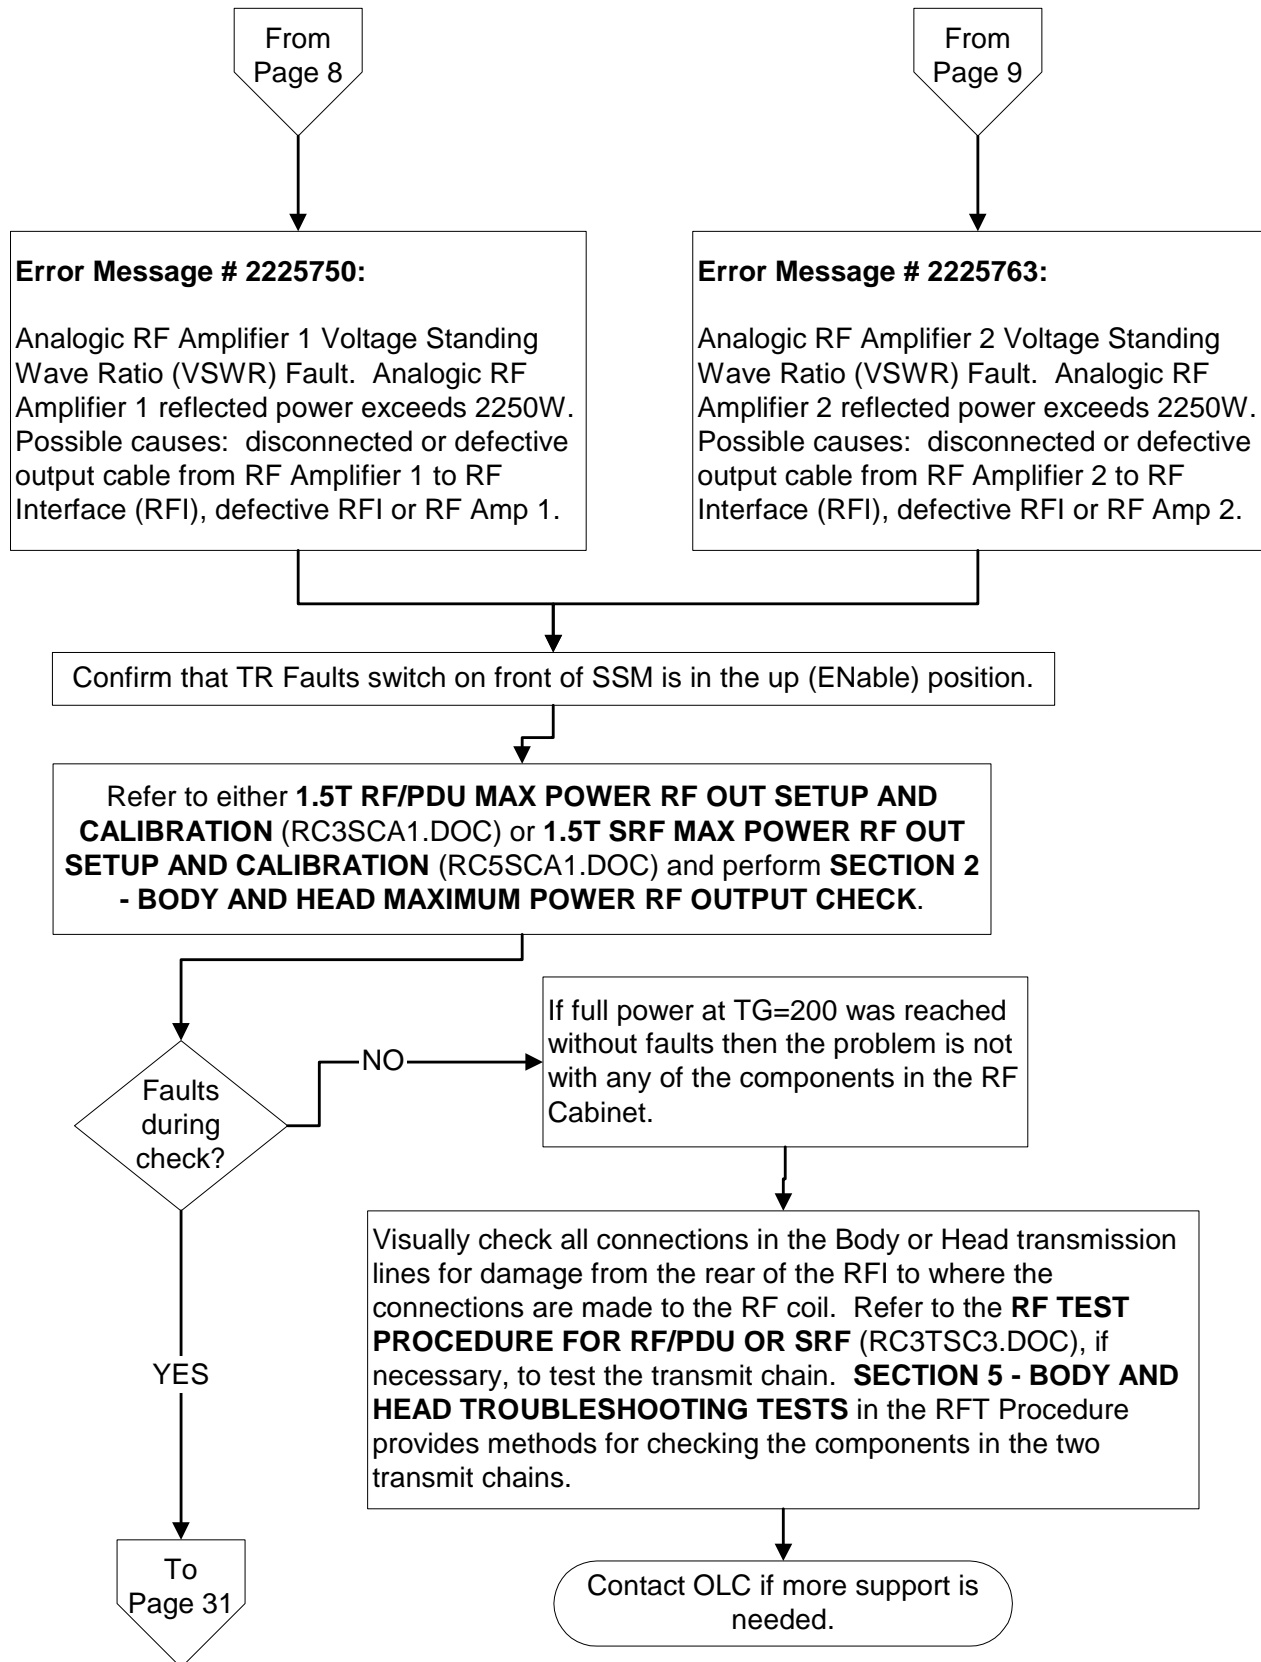 From
Page 8
From
Page 9
Error Message # 2225750:
Analogic RF Amplifier 1 Voltage Standing
Wave Ratio (VSWR) Fault.  Analogic RF
Amplifier 1 reflected power exceeds 2250W.
Possible causes:  disconnected or defective
output cable from RF Amplifier 1 to RF
Interface (RFI), defective RFI or RF Amp 1.
Error Message # 2225763:
Analogic RF Amplifier 2 Voltage Standing
Wave Ratio (VSWR) Fault.  Analogic RF
Amplifier 2 reflected power exceeds 2250W.
Possible causes:  disconnected or defective
output cable from RF Amplifier 2 to RF
Interface (RFI), defective RFI or RF Amp 2.
Confirm that TR Faults switch on front of SSM is in the up (ENable) position.
Refer to either 1.5T RF/PDU MAX POWER RF OUT SETUP AND
CALIBRATION (RC3SCA1.DOC) or 1.5T SRF MAX POWER RF OUT
SETUP AND CALIBRATION (RC5SCA1.DOC) and perform SECTION 2
- BODY AND HEAD MAXIMUM POWER RF OUTPUT CHECK.
Faults
during
check?
NO
If full power at TG=200 was reached
without faults then the problem is not
with any of the components in the RF
Cabinet.
Visually check all connections in the Body or Head transmission
lines for damage from the rear of the RFI to where the
connections are made to the RF coil.  Refer to the RF TEST
PROCEDURE FOR RF/PDU OR SRF (RC3TSC3.DOC), if
necessary, to test the transmit chain.  SECTION 5 - BODY AND
HEAD TROUBLESHOOTING TESTS in the RFT Procedure
provides methods for checking the components in the two
transmit chains.
YES
To
Page 31
Contact OLC if more support is
needed.